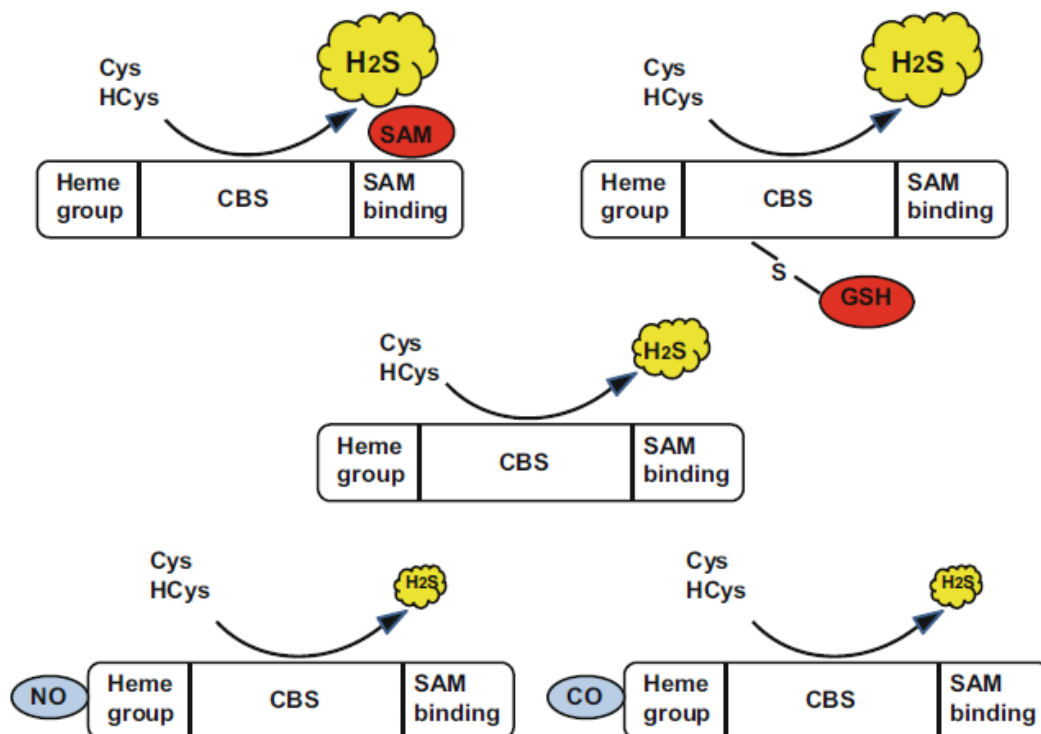 H2S
Cys
HCys
SAM
Heme
group
CBS
SAM
binding
H2S
Cys
HCys
Heme
group
CBS
SAM
binding
S
GSH
Cys
HCys
H2S
Heme
group
CBS
SAM
binding
Cys
HCys
H2S
NO
Heme
group
CBS
SAM
binding
Cys
HCys
H2S
CO
Heme
group
CBS
SAM
binding